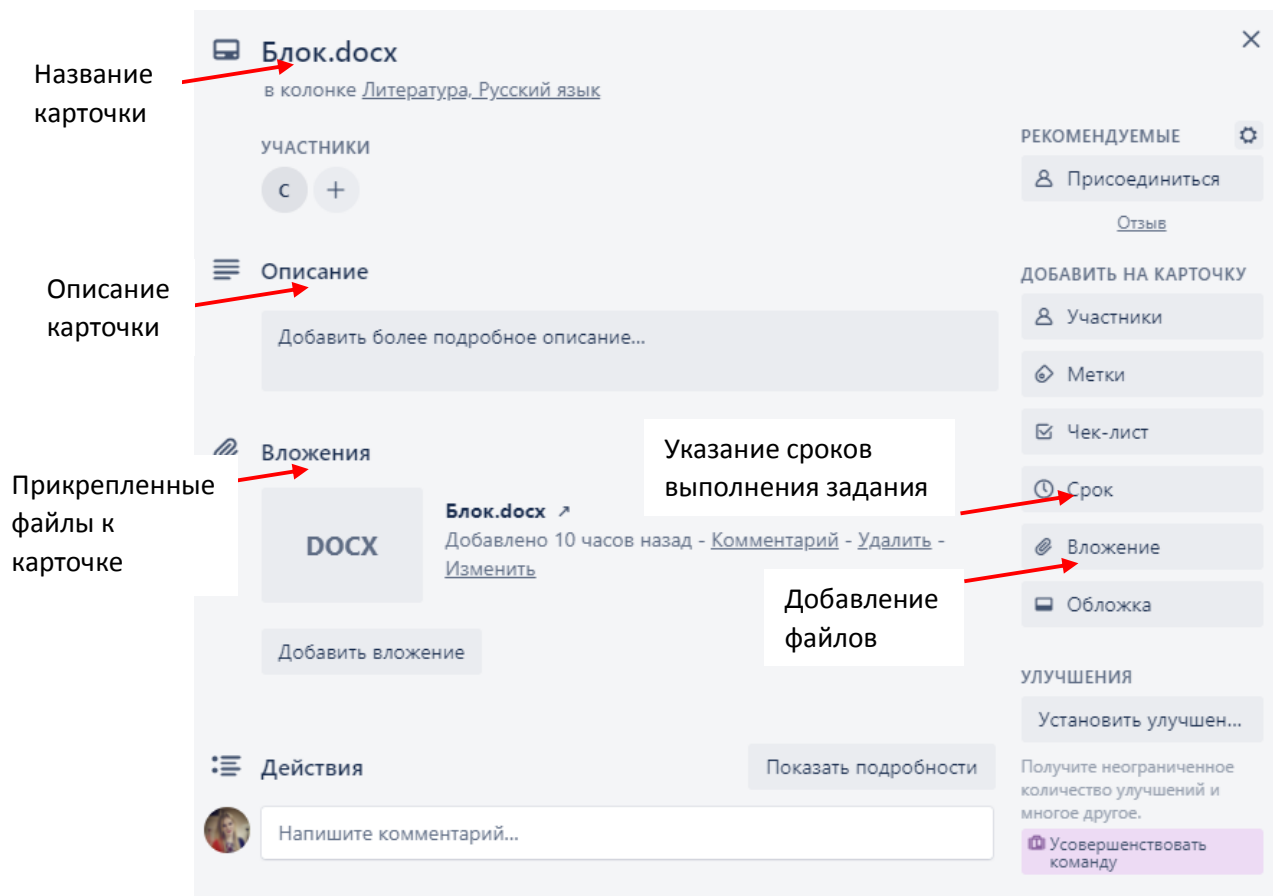 Блок.docx
в колонке Литература, Русский язык
Название
карточки
УЧАСТНИКИ
С
Описание
Добавить более подробное описание...
Описание
карточки
Вложения
Прикрепленные
файлы к
карточке
DOCX
Блок.docx ↗
Добавлено 10 часов назад - Комментарий - Удалить -
Изменить
Добавить вложение
Указание сроков
выполнения задания
Добавление
файлов
Действия
Показать подробности
Напишите комментарий...
РЕКОМЕНДУЕМЫЕ
Присоединиться
Отзыв
ДОБАВИТЬ НА КАРТОЧКУ
Участники
Метки
Чек-лист
Срок
Вложение
Обложка
УЛУЧШЕНИЯ
Установить улучшен...
Получите неограниченное
количество улучшений и
многое другое.
Усовершенствовать
команду